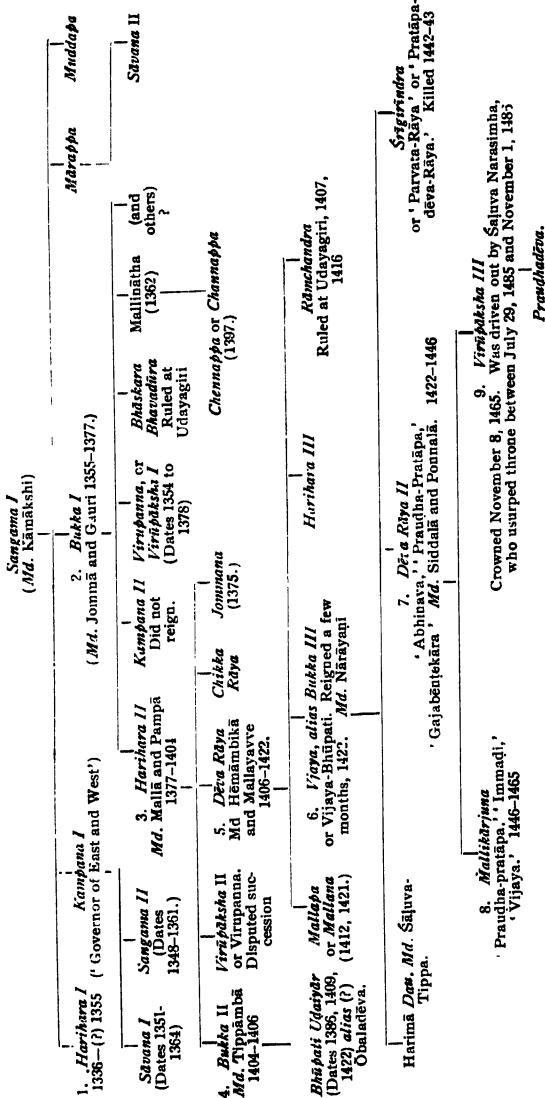 Sangama I
(Md. Kāmākshi)
1. Harihara I
1336–(?) 1355
Kampana I
(‘ Governor of East and West’)
2. Bukka I
(Md. Jommā and Gauri 1355–1377.)
Mārappa
Muddapa
Sāvana I
(Dates 1351-
1364)
Sangama II
(Dates
1348–1361.)
3. Harihara II
Md. Mallā and Pampā
1377–1404
Kampana II
Did not
reign.
Virupanna, or
Virūpāksha I
(Dates 1354 to
1378)
Bhāskara
Bhavadūra
Ruled at
Udayagiri
Mallinātha
(1362)
(and
others)
?
Sāvana II
Chennappa or Channappa
(1397.)
4. Bukka II
Md. Tippāmbā
1404–1406
Virūpāksha II
or Virupanna.
Disputed suc-
cession
5. Dēva Rāya
Md Hēmāmbikā
and Mallayavve
1406–1422.
Chikka
Rāya
Jommana
(1375.)
Bhūpati Udaiyār
(Dates 1386, 1409,
1422) alias (?)
Obaladēva.
Mallapa
or Mallana
(1412, 1421.)
6. Vijaya, alias Bukka III
or Vijaya-Bhūpati. Reigned a few
months, 1422. Md. Nārāyaṇi
Harihara III
Rāmchandra
Ruled at Udayagiri, 1407,
1416
Harimā Dau. Md. Śāḷuva-
Tippa.
7. Dēva Rāya II
‘ Abhinava,’ ‘ Praudha-Pratāpa,’
‘ Gajabēnṭekāra ’ Md. Siddalā and Ponnalā. 1422–1446
Śrīgirindra
or ‘ Parvata-Rāya ’ or ‘ Pratāpa-
dēva-Rāya.’ Killed 1442–43
8. Mallikārjuna
‘ Praudha-pratāpa,’ ‘ Immadi,’
‘ Vijaya.’ 1446–1465
9. Virūpāksha III
Crowned November 8, 1465. Was driven out by Śaḷuva Narasimha,
who usurped throne between July 29, 1485 and November 1, 1485
Praudhadēva.